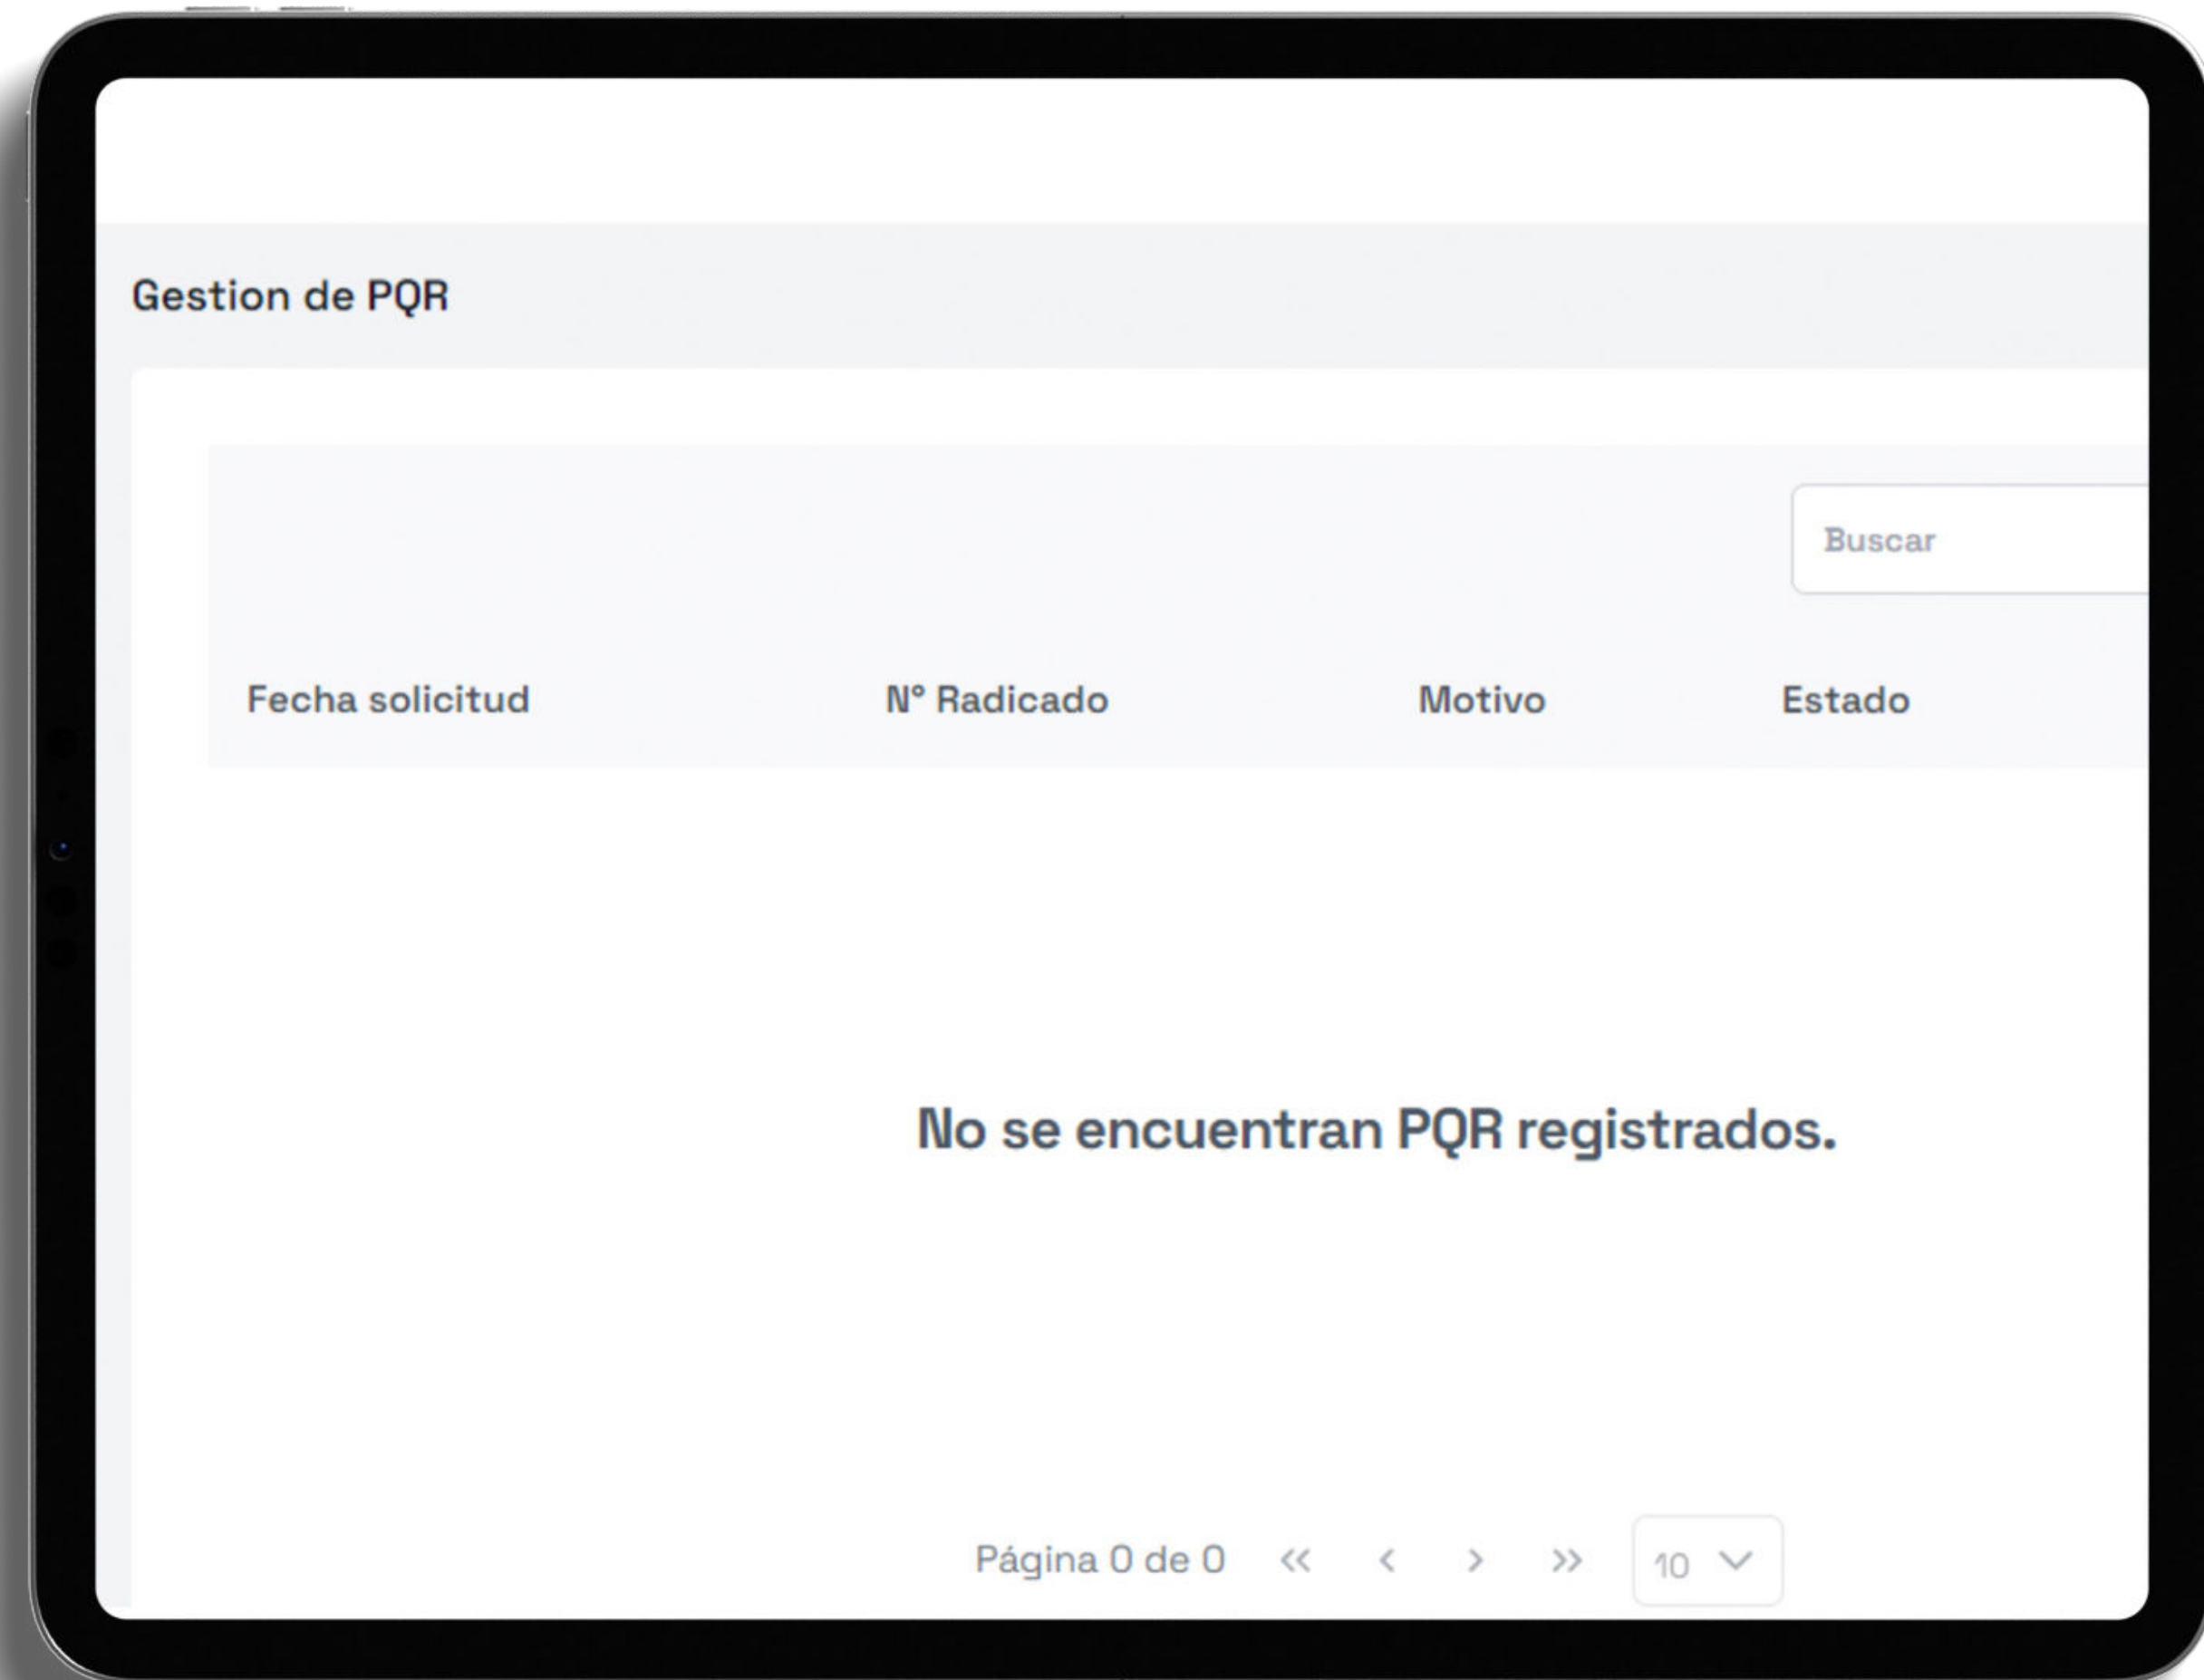 Gestion de PQR
Buscar
Fecha solicitud N° Radicado Motivo Estado
No se encuentran PQR registrados.
Página 0 de 0 « ‹ › » 10